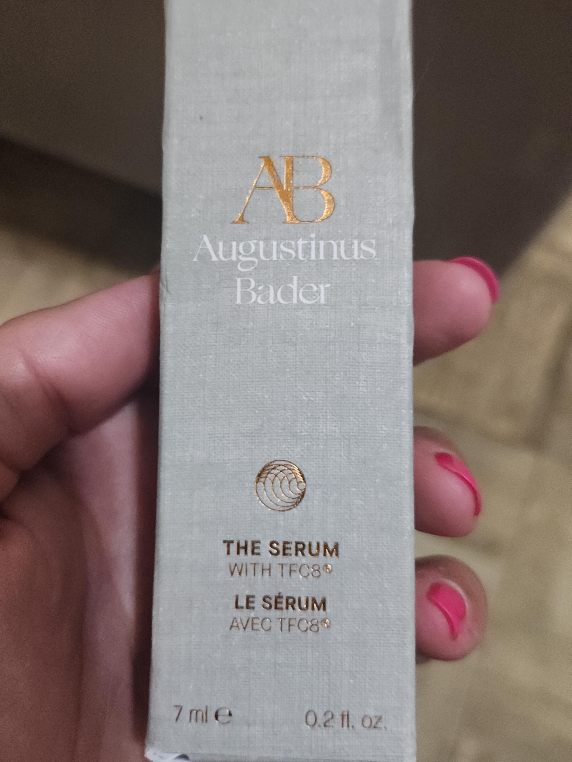 AB
Augustinus
Bader
THE SERUM
WITH TFC8®
LE SÉRUM
AVEC TFC8®
7 ml ℮ 0.2 fl. oz.